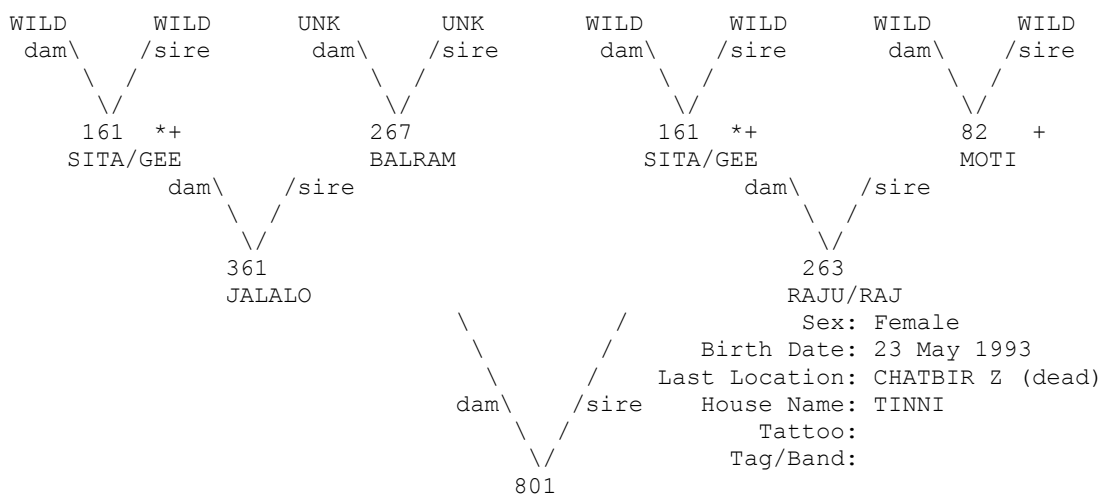 WILD WILD UNK UNK WILD WILD WILD WILD
dam\ /sire dam\ /sire dam\ /sire dam\ /sire
\ / \ / \ / \ /
\/ \/ \/ \/
161 *+ 267 161 *+ 82 +
SITA/GEE BALRAM SITA/GEE MOTI
dam\ /sire dam\ /sire
\ / \ /
\/ \/
361 263
JALALO RAJU/RAJ
\ / Sex: Female
\ / Birth Date: 23 May 1993
\ / Last Location: CHATBIR Z (dead)
dam\ /sire House Name: TINNI
\ / Tattoo:
\/ Tag/Band:
801